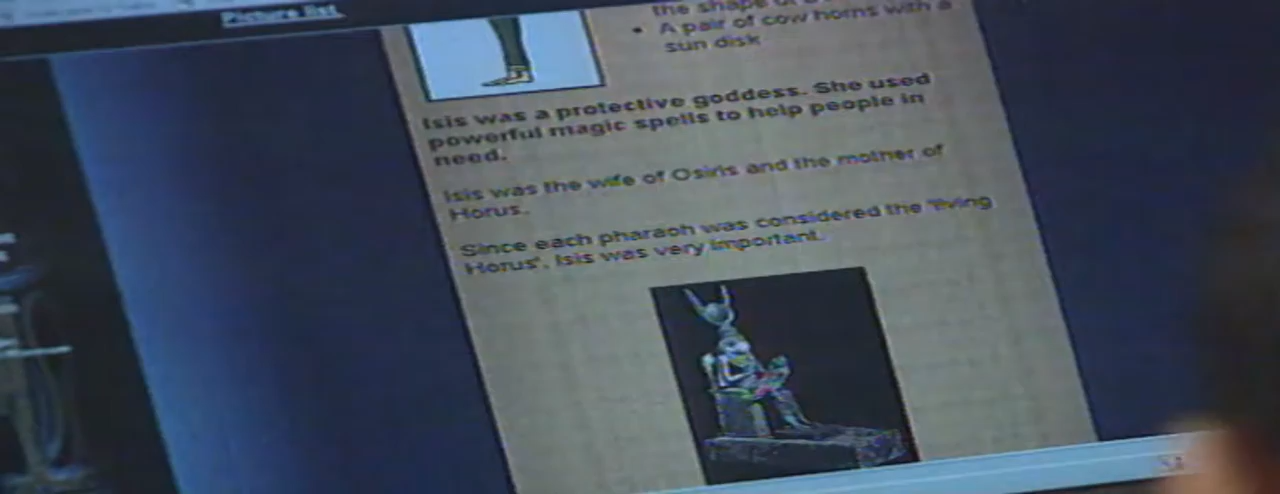 Picture list
the shape of a
• A pair of cow horns with a
sun disk
Isis was a protective goddess. She used
powerful magic spells to help people in
need.
Isis was the wife of Osiris and the mother of
Horus.
Since each pharaoh was considered the 'living
Horus', Isis was very important.